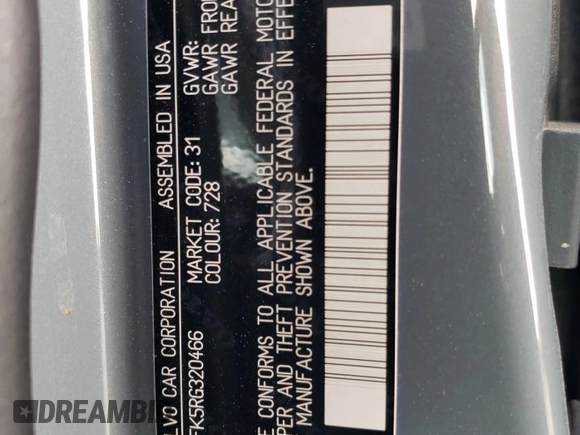 LVO CAR CORPORATION ASSEMBLED IN USA
FK5RG320466 MARKET CODE: 31 GVWR:
COLOUR: 728 GAWR FRO
GAWR REA
E CONFORMS TO ALL APPLICABLE FEDERAL MOTO
PER AND THEFT PREVENTION STANDARDS IN EFFE
MANUFACTURE SHOWN ABOVE.
DREAMBI